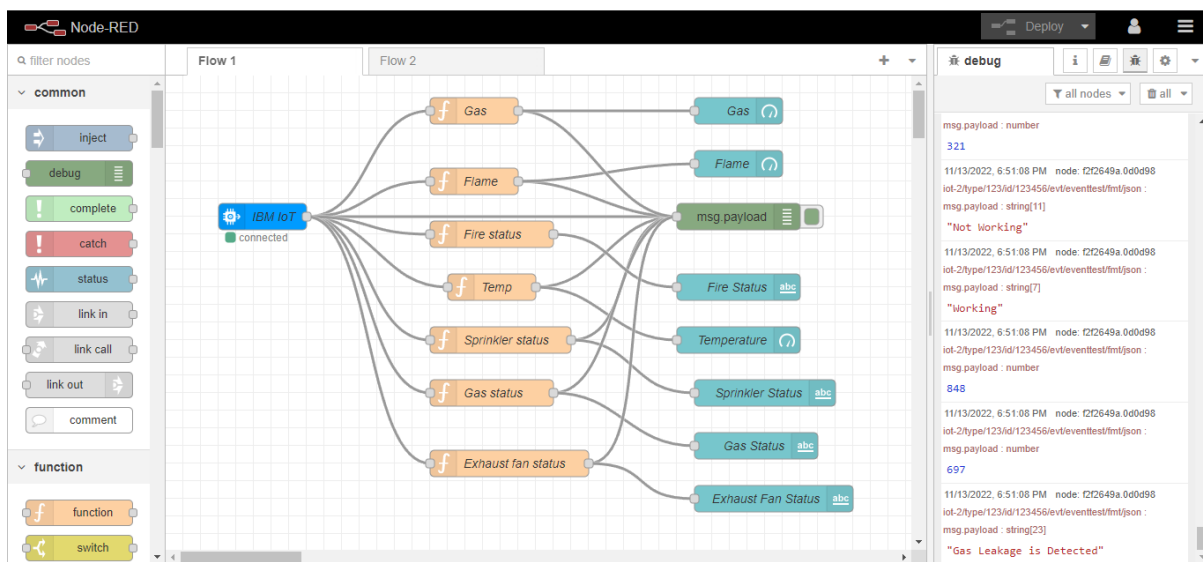 Node-RED
Deploy
filter nodes
common
inject
debug
complete
catch
status
link in
link call
link out
comment
function
function
switch
Flow 1
Flow 2
IBM IoT
connected
Gas
Flame
Fire status
Temp
Sprinkler status
Gas status
Exhaust fan status
Gas
Flame
msg.payload
Fire Status abc
Temperature
Sprinkler Status abc
Gas Status abc
Exhaust Fan Status abc
debug
i
all nodes
all
msg.payload : number
321
11/13/2022, 6:51:08 PM node: f2f2649a.0d0d98
iot-2/type/123/id/123456/evt/eventtest/fmt/json :
msg.payload : string[11]
"Not Working"
11/13/2022, 6:51:08 PM node: f2f2649a.0d0d98
iot-2/type/123/id/123456/evt/eventtest/fmt/json :
msg.payload : string[7]
"Working"
11/13/2022, 6:51:08 PM node: f2f2649a.0d0d98
iot-2/type/123/id/123456/evt/eventtest/fmt/json :
msg.payload : number
848
11/13/2022, 6:51:08 PM node: f2f2649a.0d0d98
iot-2/type/123/id/123456/evt/eventtest/fmt/json :
msg.payload : number
697
11/13/2022, 6:51:08 PM node: f2f2649a.0d0d98
iot-2/type/123/id/123456/evt/eventtest/fmt/json :
msg.payload : string[23]
"Gas Leakage is Detected"